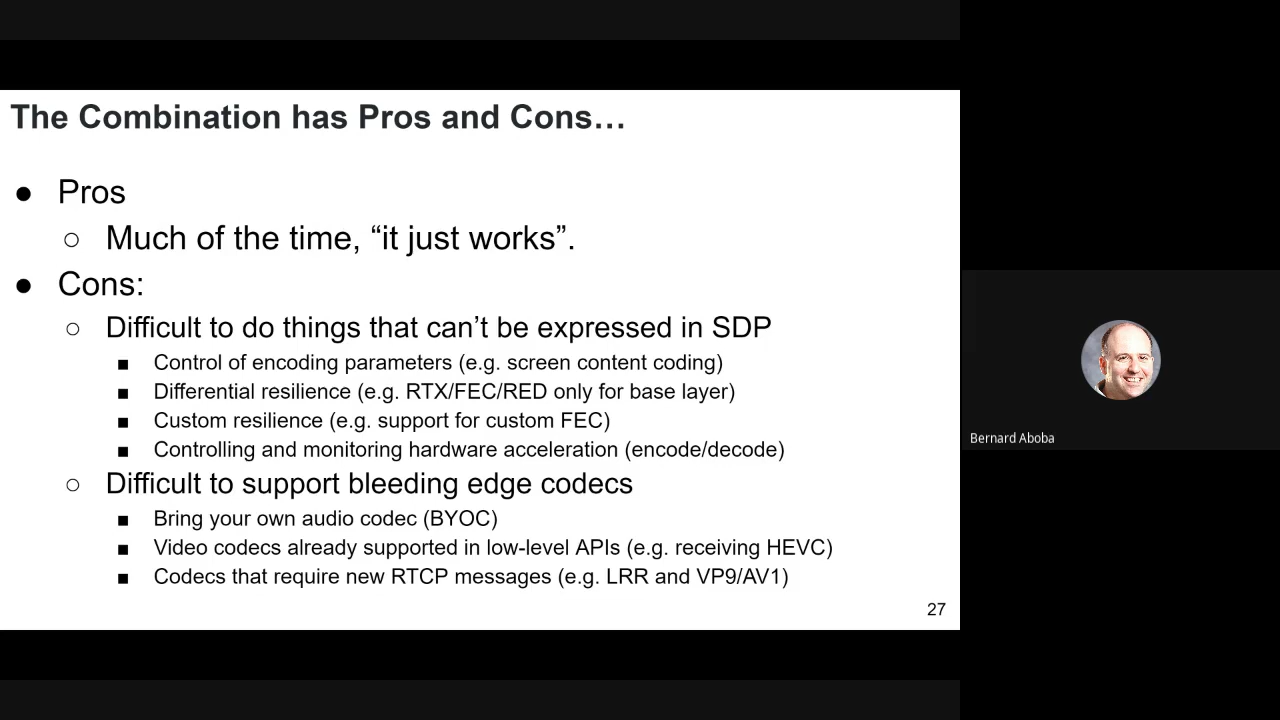 The Combination has Pros and Cons…
● Pros
○ Much of the time, “it just works”.
● Cons:
○ Difficult to do things that can’t be expressed in SDP
■ Control of encoding parameters (e.g. screen content coding)
■ Differential resilience (e.g. RTX/FEC/RED only for base layer)
■ Custom resilience (e.g. support for custom FEC)
■ Controlling and monitoring hardware acceleration (encode/decode)
○ Difficult to support bleeding edge codecs
■ Bring your own audio codec (BYOC)
■ Video codecs already supported in low-level APIs (e.g. receiving HEVC)
■ Codecs that require new RTCP messages (e.g. LRR and VP9/AV1)
27
Bernard Aboba